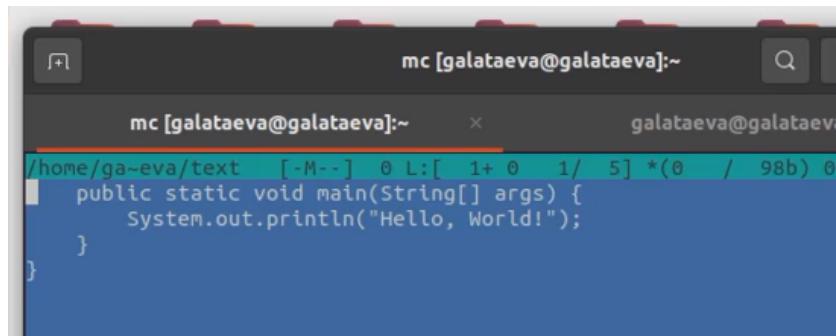 mc [galataeva@galataeva]:~
mc [galataeva@galataeva]:~ × galataeva@galataeva
/home/ga~eva/text [-M--] 0 L:[ 1+ 0 1/ 5] *(0 / 98b) 0
    public static void main(String[] args) {
        System.out.println("Hello, World!");
    }
}